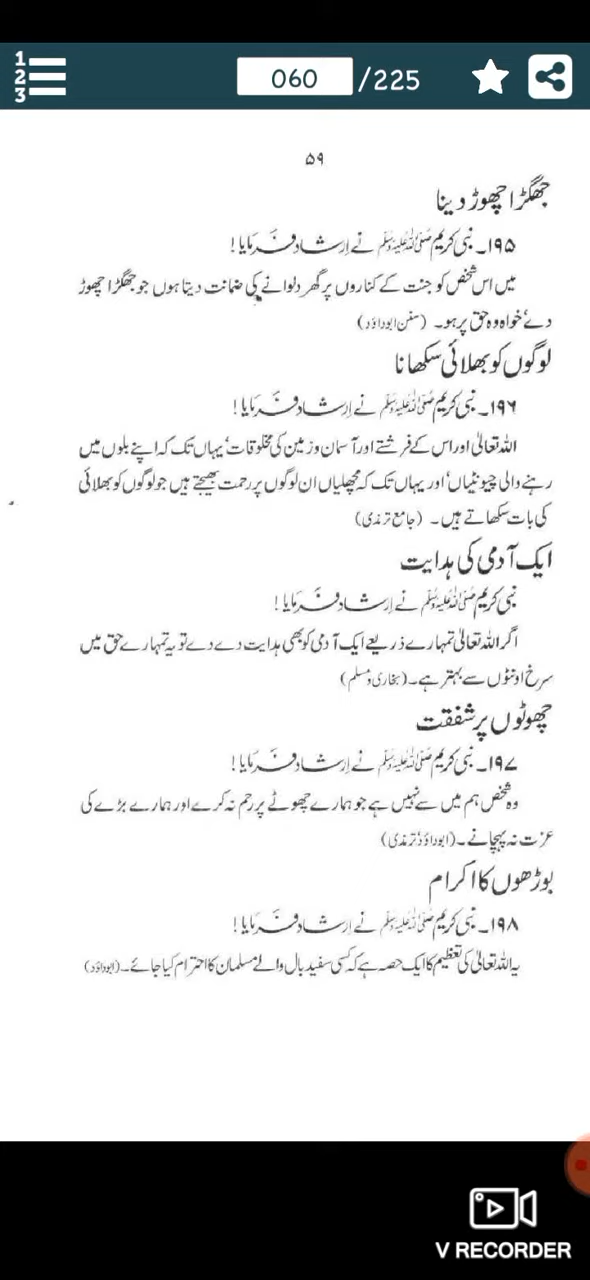 1
2
3
060 /225
۵۹
جھگڑا چھوڑ دینا
۱۹۵۔ نبی کریم صلی اللہ علیہ وسلم نے اِرشاد فرمایا!
میں اس شخص کو جنت کے کناروں پر گھر دلوانے کی ضمانت دیتا ہوں جو جھگڑا چھوڑ
دے‘ خواہ وہ حق پر ہو۔ (سنن ابوداؤد)
لوگوں کو بھلائی سکھانا
۱۹۶۔ نبی کریم صلی اللہ علیہ وسلم نے اِرشاد فرمایا!
اللہ تعالیٰ اور اس کے فرشتے اور آسمان و زمین کی مخلوقات‘ یہاں تک کہ اپنے بلوں میں
رہنے والی چیونٹیاں‘ اور یہاں تک کہ مچھلیاں ان لوگوں پر رحمت بھیجتے ہیں جو لوگوں کو بھلائی
کی بات سکھاتے ہیں۔ (جامع ترمذی)
ایک آدمی کی ہدایت
نبی کریم صلی اللہ علیہ وسلم نے اِرشاد فرمایا!
اگر اللہ تعالیٰ تمہارے ذریعے ایک آدمی کو بھی ہدایت دے دے تو یہ تمہارے حق میں
سرخ اونٹوں سے بہتر ہے۔ (بخاری و مسلم)
چھوٹوں پر شفقت
۱۹۷۔ نبی کریم صلی اللہ علیہ وسلم نے اِرشاد فرمایا!
وہ شخص ہم میں سے نہیں ہے جو ہمارے چھوٹے پر رحم نہ کرے اور ہمارے بڑے کی
عزت نہ پہچانے۔ (ابوداؤد‘ ترمذی)
بوڑھوں کا اکرام
۱۹۸۔ نبی کریم صلی اللہ علیہ وسلم نے اِرشاد فرمایا!
یہ اللہ تعالیٰ کی تعظیم کا ایک حصہ ہے کہ کسی سفید بال والے مسلمان کا احترام کیا جائے۔ (ابوداؤد)
V RECORDER